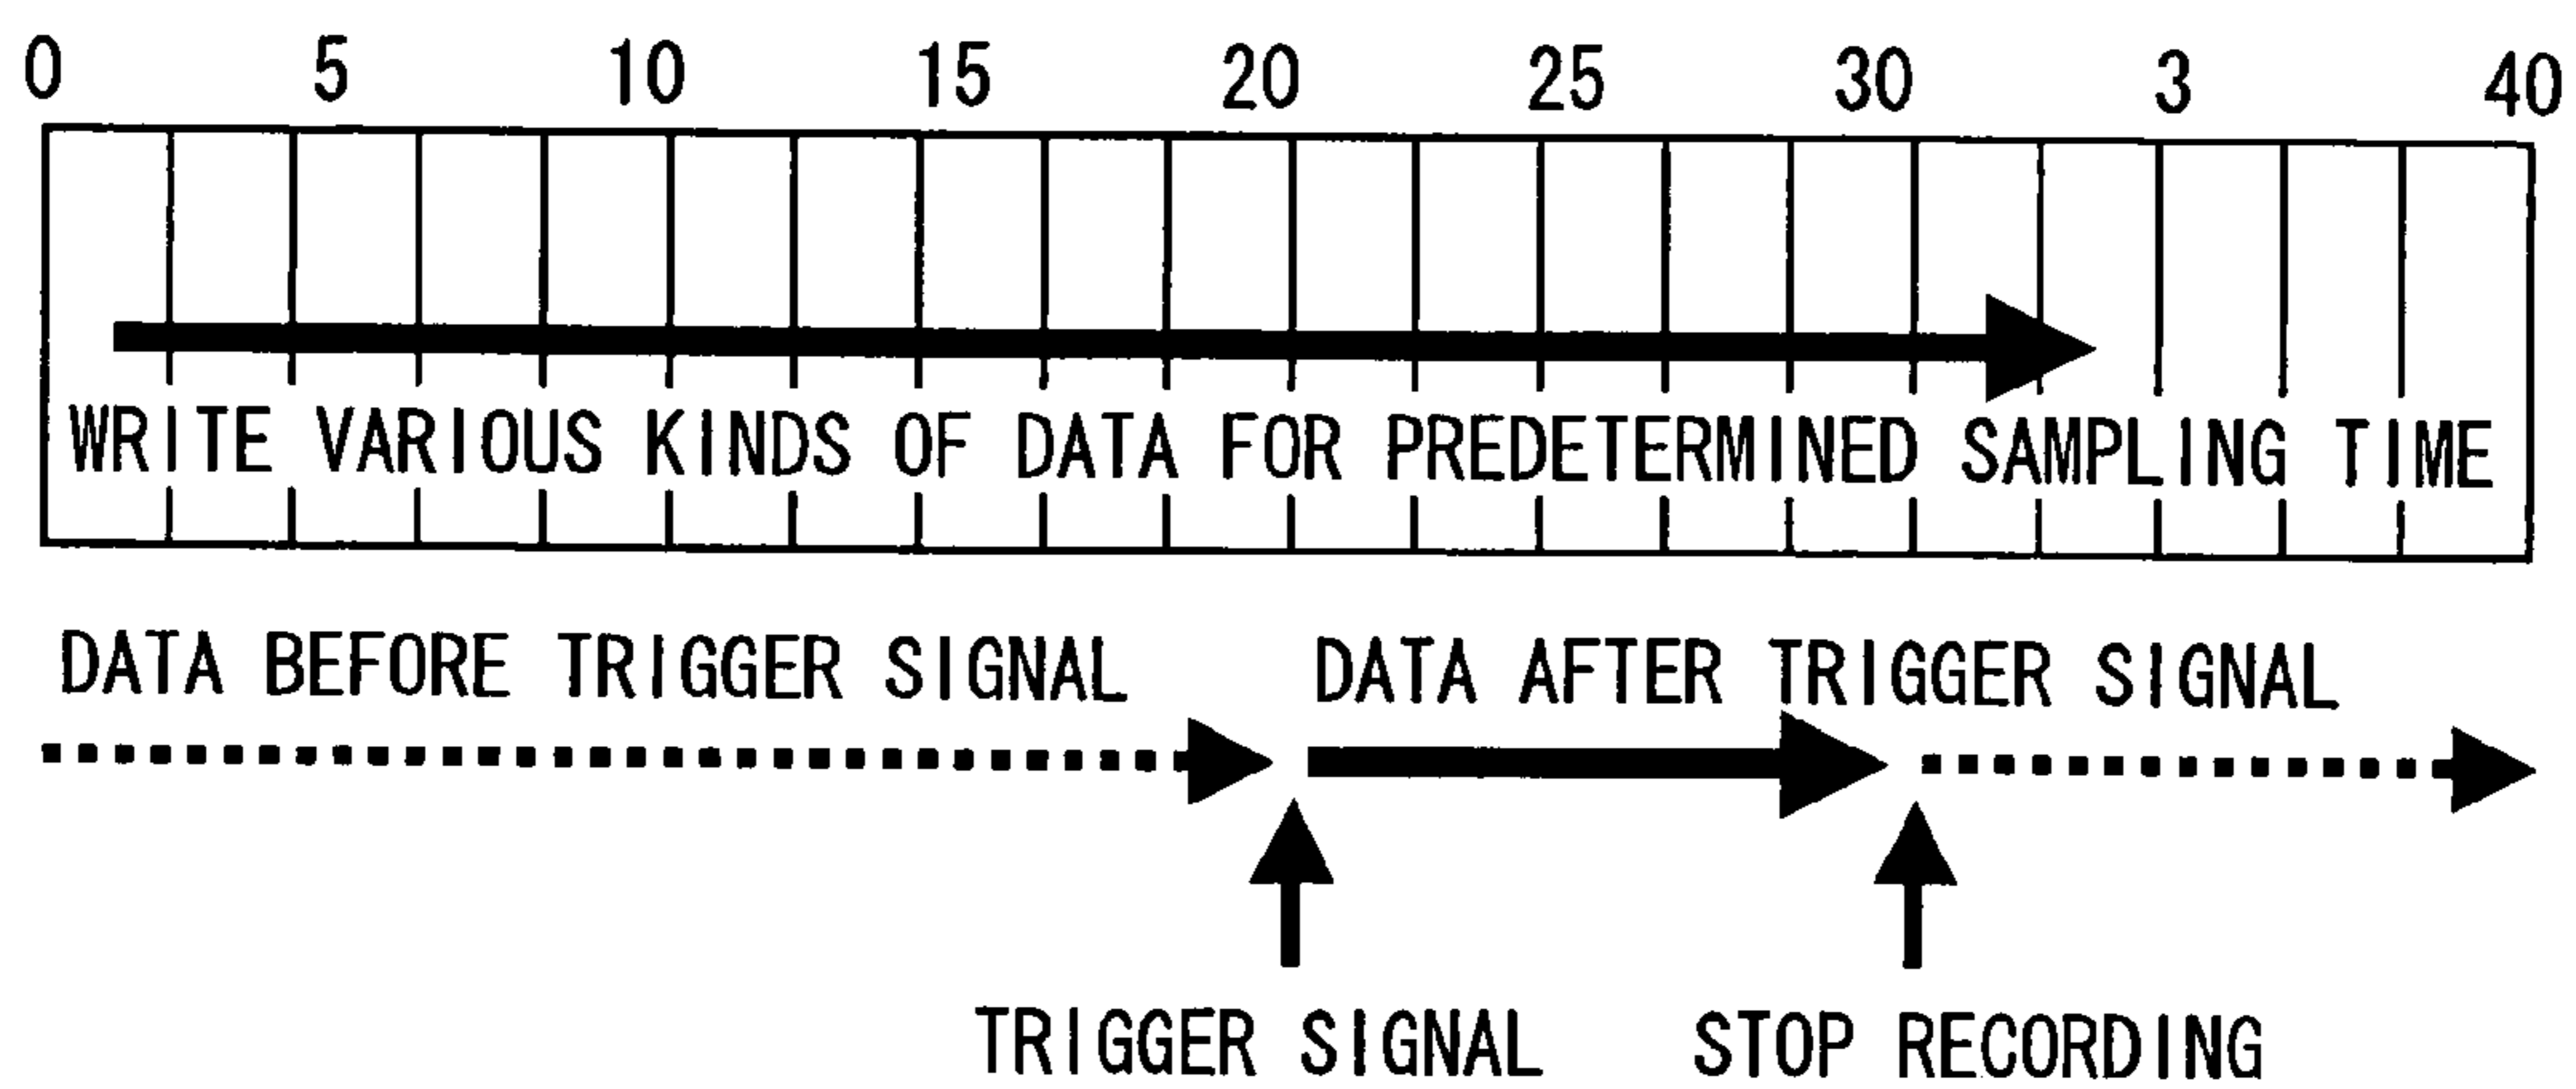 0 5 10 15 20 25 30 3 40
WRITE VARIOUS KINDS OF DATA FOR PREDETERMINED SAMPLING TIME
DATA BEFORE TRIGGER SIGNAL DATA AFTER TRIGGER SIGNAL
TRIGGER SIGNAL STOP RECORDING